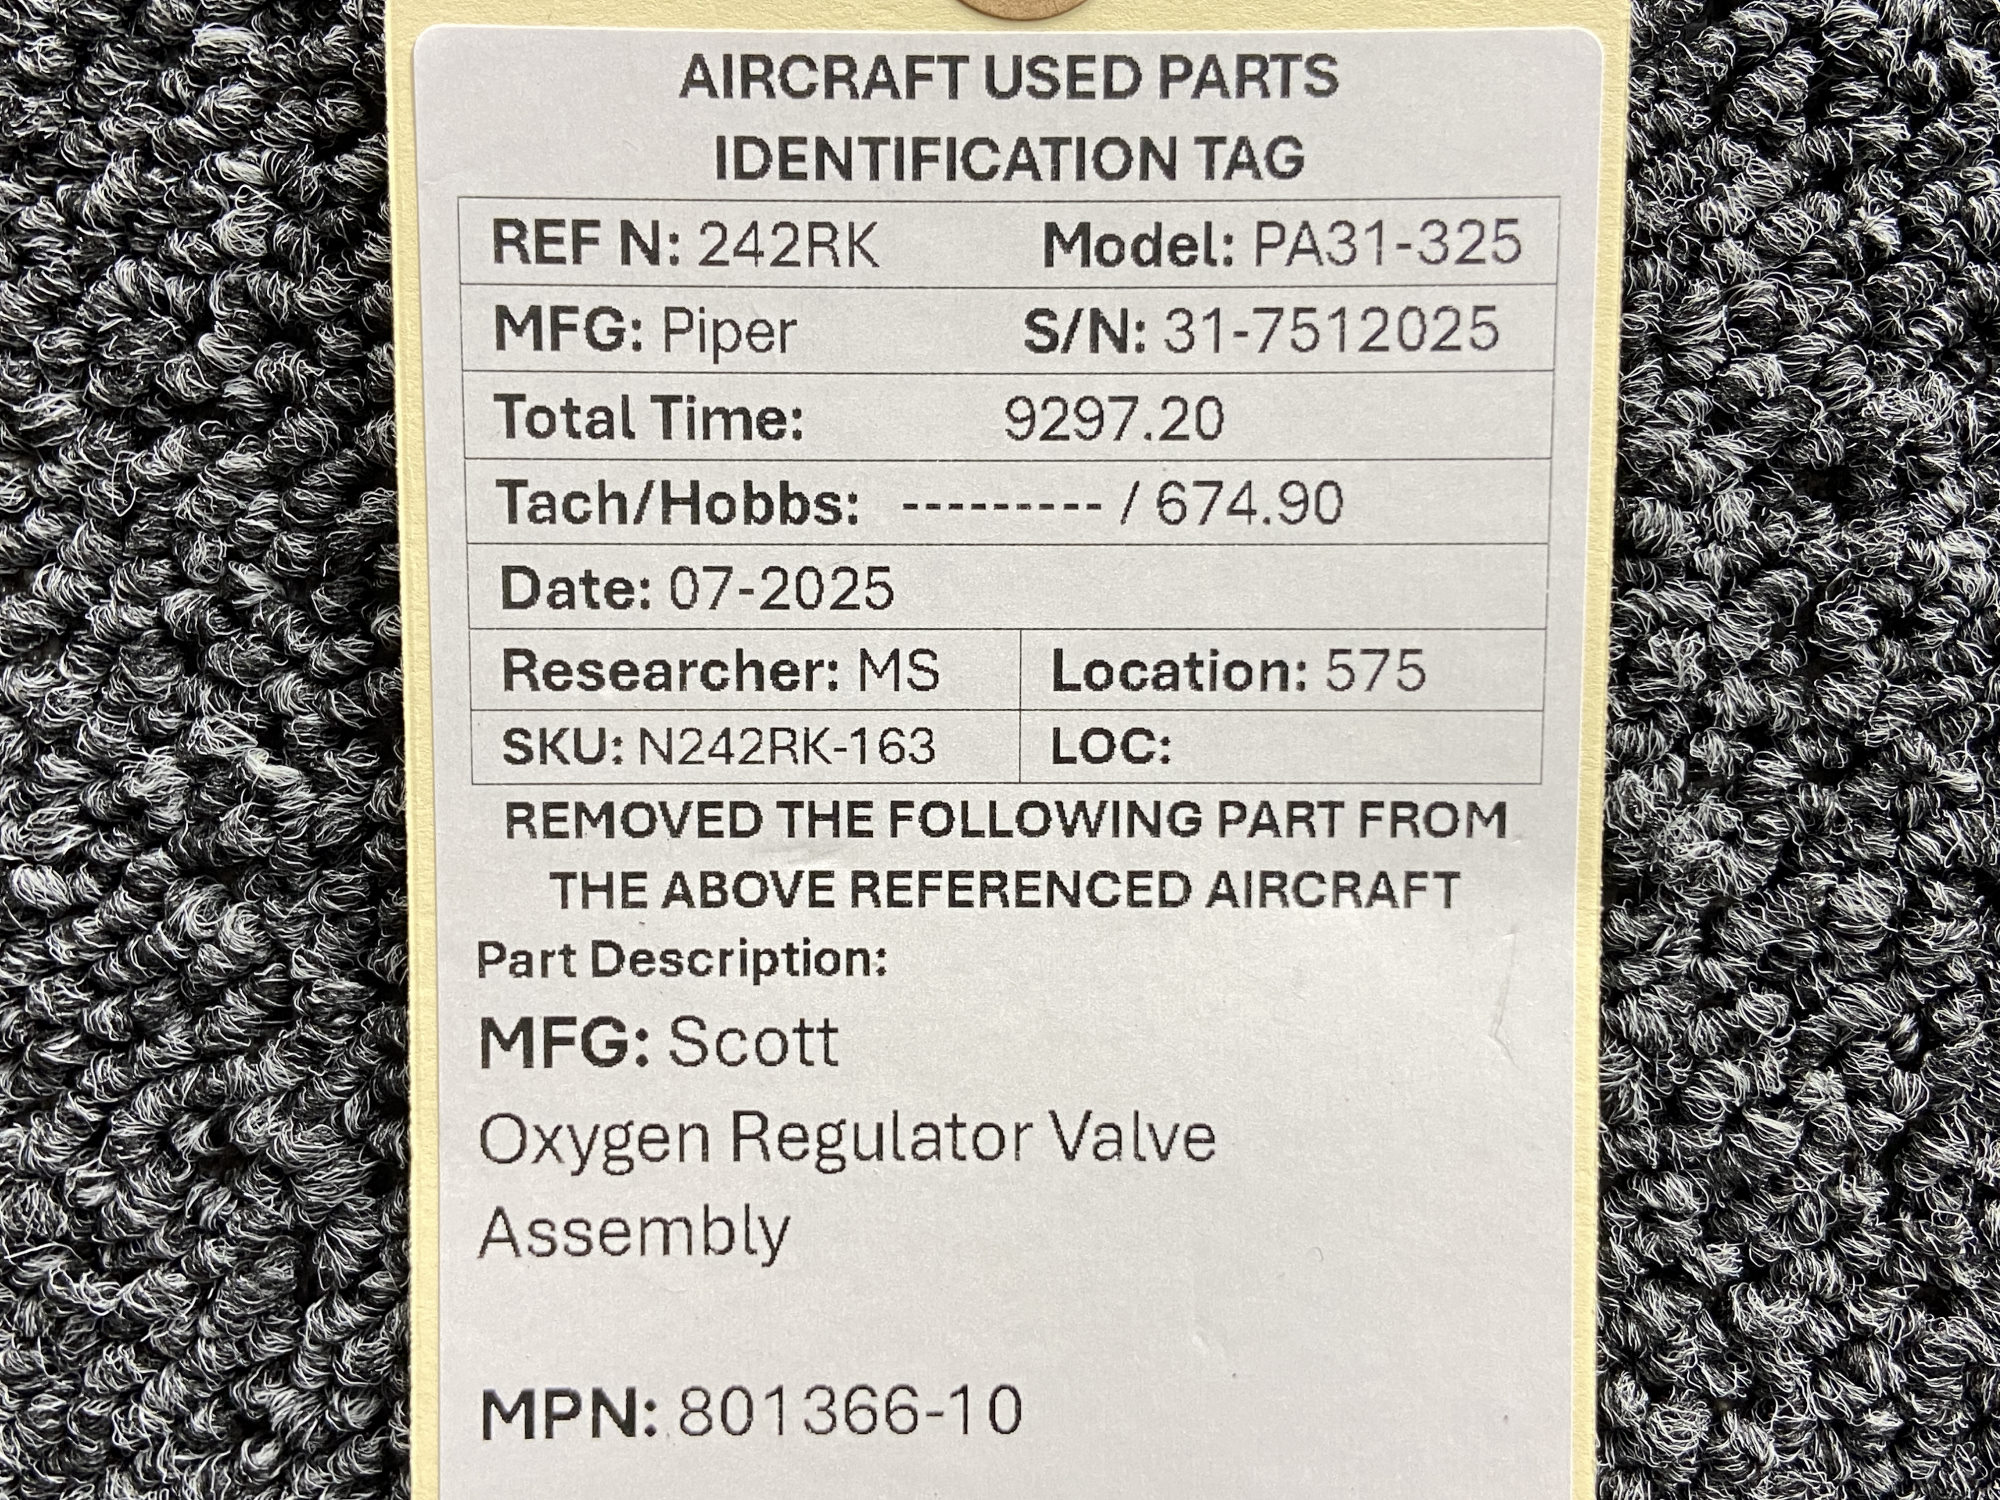 AIRCRAFT USED PARTS
IDENTIFICATION TAG
REF N: 242RK Model: PA31-325
MFG: Piper S/N: 31-7512025
Total Time: 9297.20
Tach/Hobbs: --------- / 674.90
Date: 07-2025
Researcher: MS Location: 575
SKU: N242RK-163 LOC:
REMOVED THE FOLLOWING PART FROM
THE ABOVE REFERENCED AIRCRAFT
Part Description:
MFG: Scott
Oxygen Regulator Valve
Assembly
MPN: 801366-10